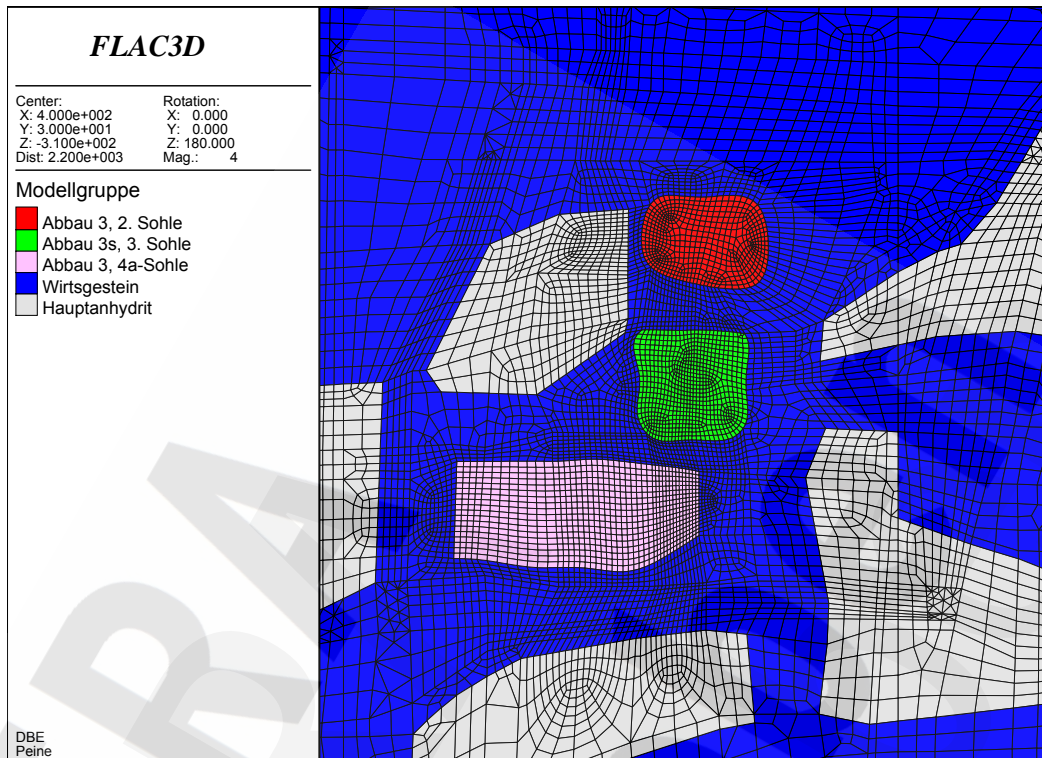 FLAC3D
Center:
X: 4.000e+002
Y: 3.000e+001
Z: -3.100e+002
Dist: 2.200e+003
Rotation:
X: 0.000
Y: 0.000
Z: 180.000
Mag.: 4
Modellgruppe
Abbau 3, 2. Sohle
Abbau 3s, 3. Sohle
Abbau 3, 4a-Sohle
Wirtsgestein
Hauptanhydrit
DBE
Peine